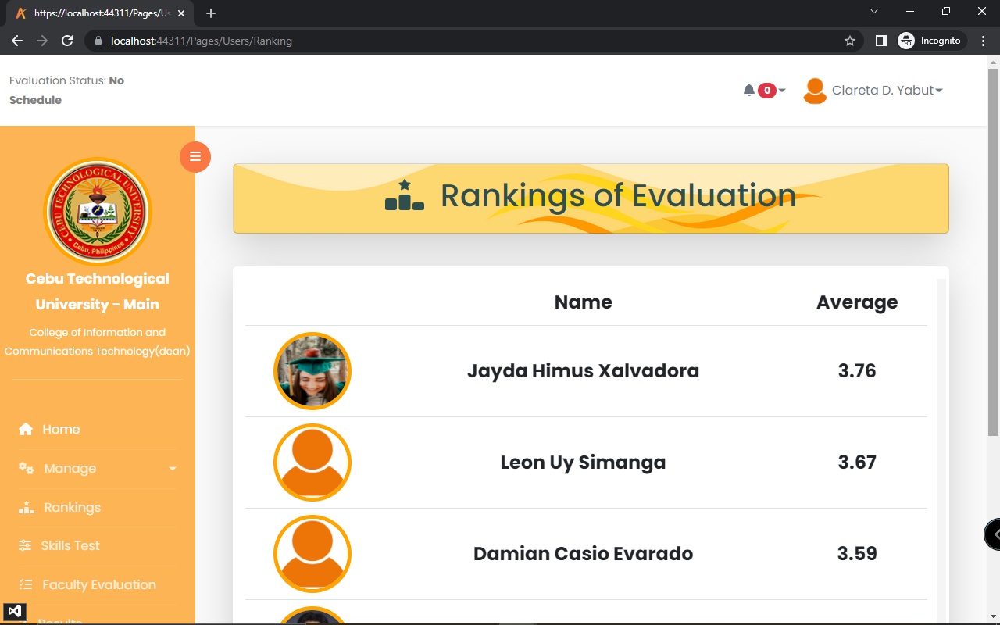 https://localhost:44311/Pages/Us
localhost:44311/Pages/Users/Ranking
Incognito
Evaluation Status: No
Schedule
0
Clareta D. Yabut
CEBU TECHNOLOGICAL UNIVERSITY
Cebu, Philippines
Cebu Technological
University - Main
College of Information and
Communications Technology(dean)
Home
Manage
Rankings
Skills Test
Faculty Evaluation
Results
Rankings of Evaluation
Name Average
Jayda Himus Xalvadora 3.76
Leon Uy Simanga 3.67
Damian Casio Evarado 3.59